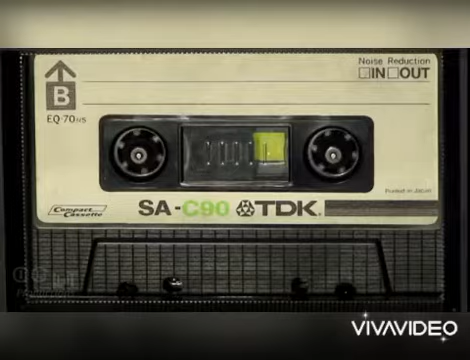 Noise Reduction
IN OUT
B
EQ-70µs
Printed in Japan
Compact
Cassette
SA-C90 TDK
VIVAVIDEO